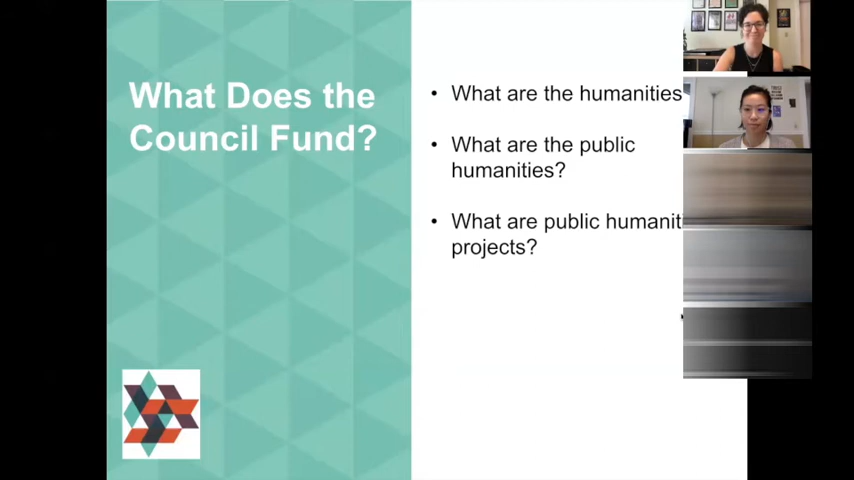 What Does the
Council Fund?
• What are the humanities
• What are the public
humanities?
• What are public humanit
projects?